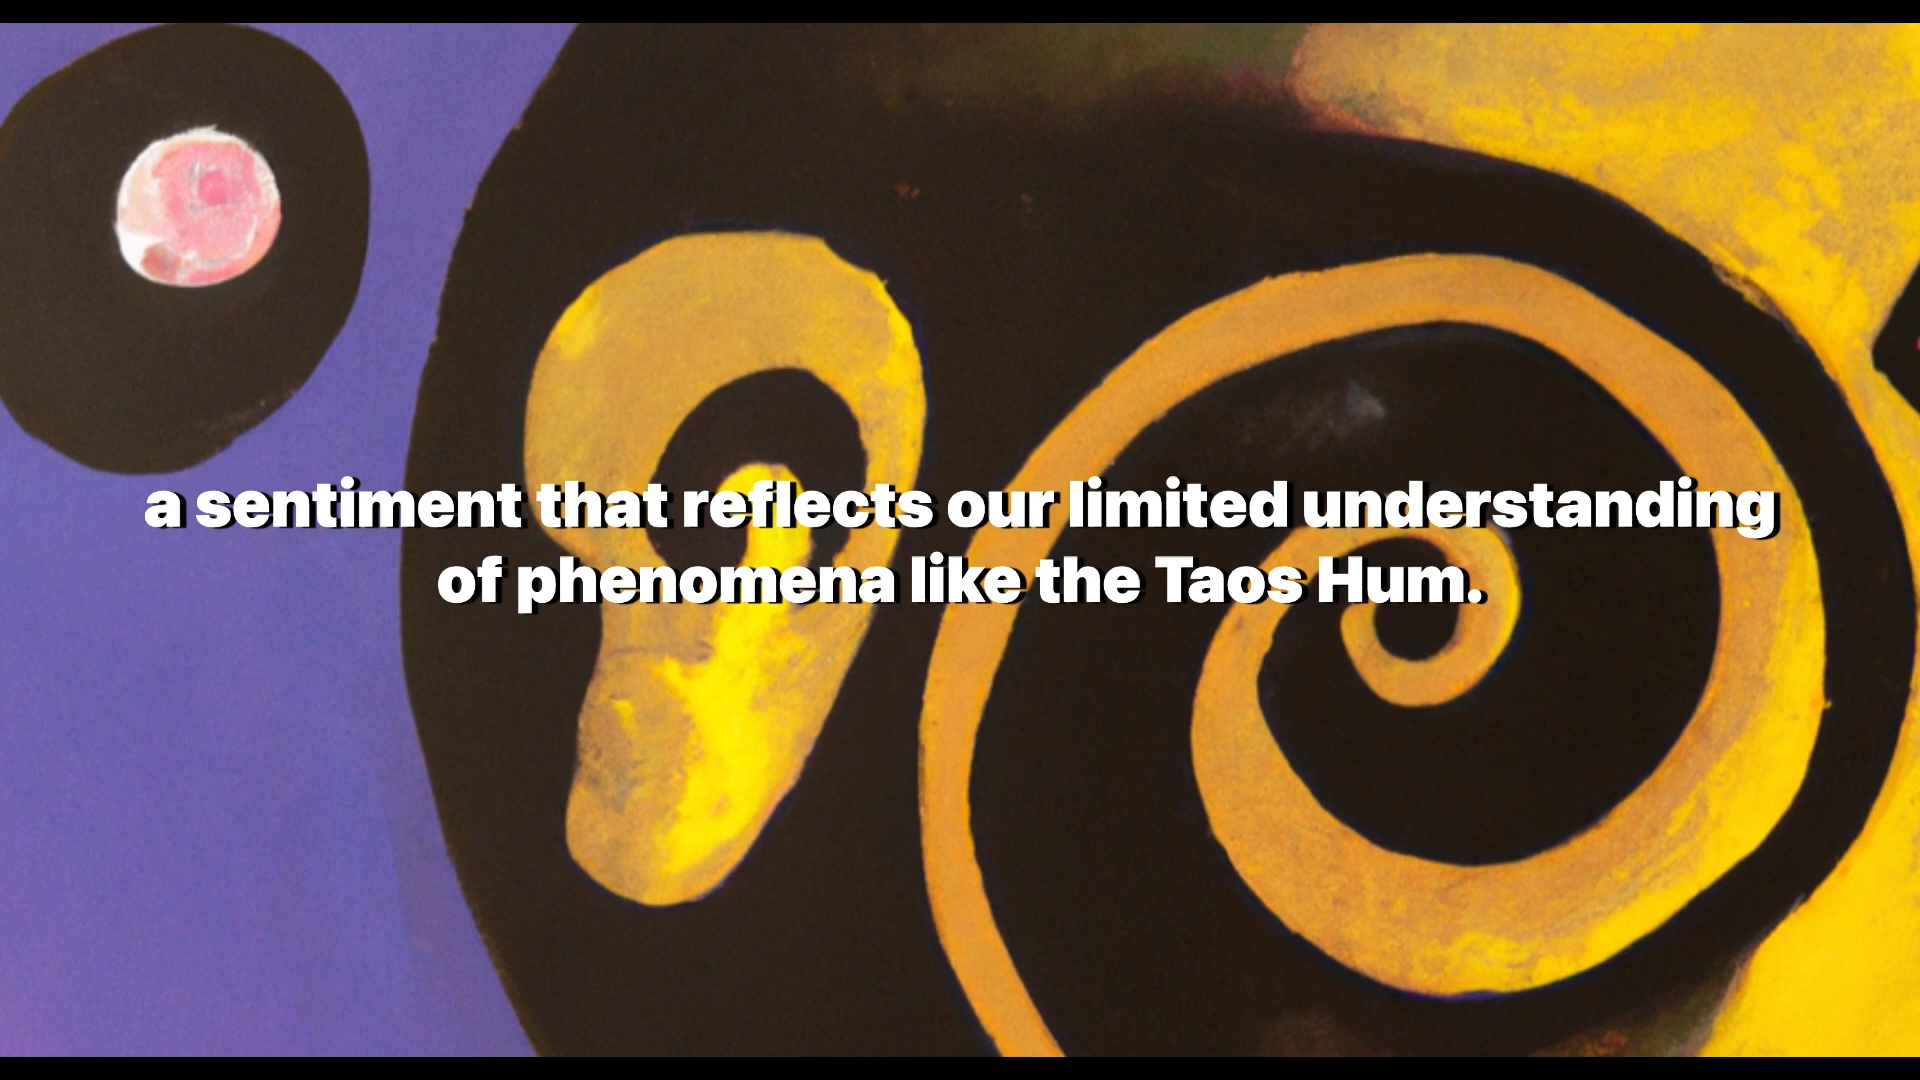 a sentiment that reflects our limited understanding
of phenomena like the Taos Hum.